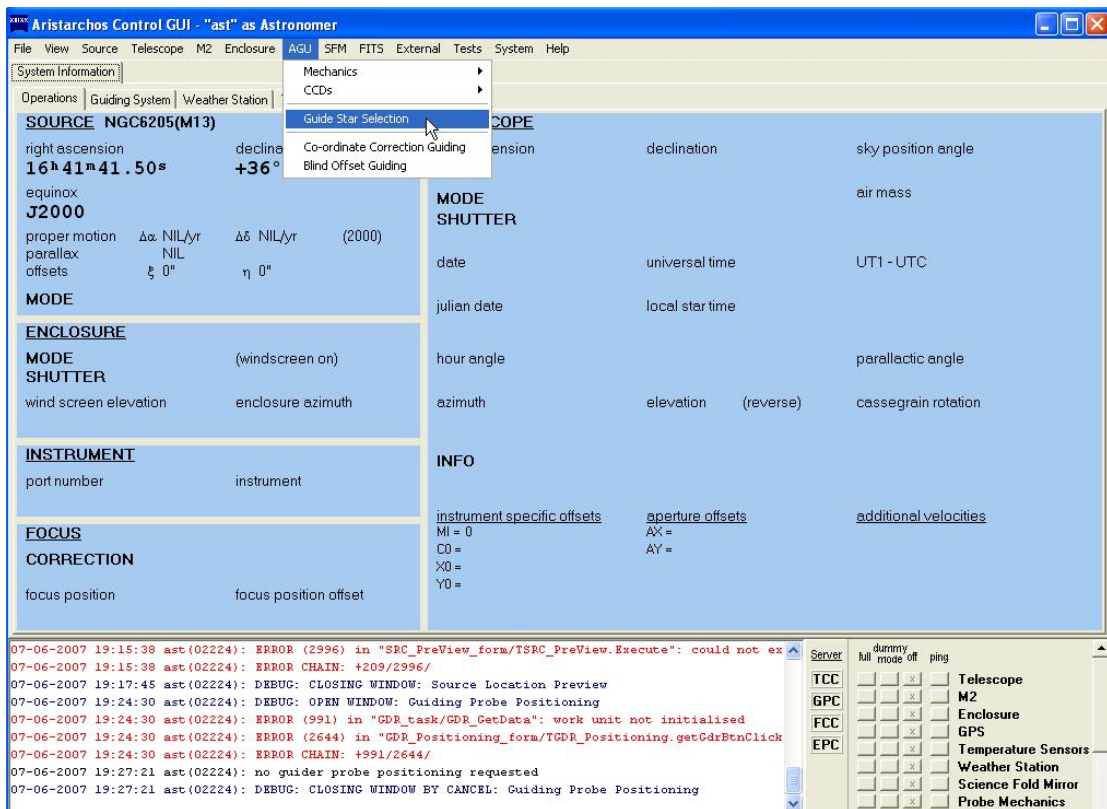 Aristarchos Control GUI - "ast" as Astronomer
File View Source Telescope M2 Enclosure AGU SFM FITS External Tests System Help
System Information
Mechanics
CCDs
Guide Star Selection
Co-ordinate Correction Guiding
Blind Offset Guiding
Operations Guiding System Weather Station
SOURCE NGC6205(M13)
right ascension declina
16h41m41.50s +36°
equinox
J2000
proper motion Δα NIL/yr Δδ NIL/yr (2000)
parallax NIL
offsets ξ 0" η 0"
MODE
ENCLOSURE
MODE (windscreen on)
SHUTTER
wind screen elevation enclosure azimuth
INSTRUMENT
port number instrument
FOCUS
CORRECTION
focus position focus position offset
COPE
ension declination sky position angle
air mass
MODE
SHUTTER
date universal time UT1 - UTC
julian date local star time
hour angle parallactic angle
azimuth elevation (reverse) cassegrain rotation
INFO
instrument specific offsets aperture offsets additional velocities
MI = 0 AX =
C0 = AY =
X0 =
Y0 =
07-06-2007 19:15:38 ast(02224): ERROR (2996) in "SRC_PreView_form/TSRC_PreView.Execute": could not ex
07-06-2007 19:15:38 ast(02224): ERROR CHAIN: +209/2996/
07-06-2007 19:17:45 ast(02224): DEBUG: CLOSING WINDOW: Source Location Preview
07-06-2007 19:24:30 ast(02224): DEBUG: OPEN WINDOW: Guiding Probe Positioning
07-06-2007 19:24:30 ast(02224): ERROR (991) in "GDR_task/GDR_GetData": work unit not initialised
07-06-2007 19:24:30 ast(02224): ERROR (2644) in "GDR_Positioning_form/TGDR_Positioning.getGdrBtnClick
07-06-2007 19:24:30 ast(02224): ERROR CHAIN: +991/2644/
07-06-2007 19:27:21 ast(02224): no guider probe positioning requested
07-06-2007 19:27:21 ast(02224): DEBUG: CLOSING WINDOW BY CANCEL: Guiding Probe Positioning
Server full dummy mode off ping
TCC
GPC
FCC
EPC
x Telescope
x M2
x Enclosure
x GPS
x Temperature Sensors
x Weather Station
x Science Fold Mirror
x Probe Mechanics